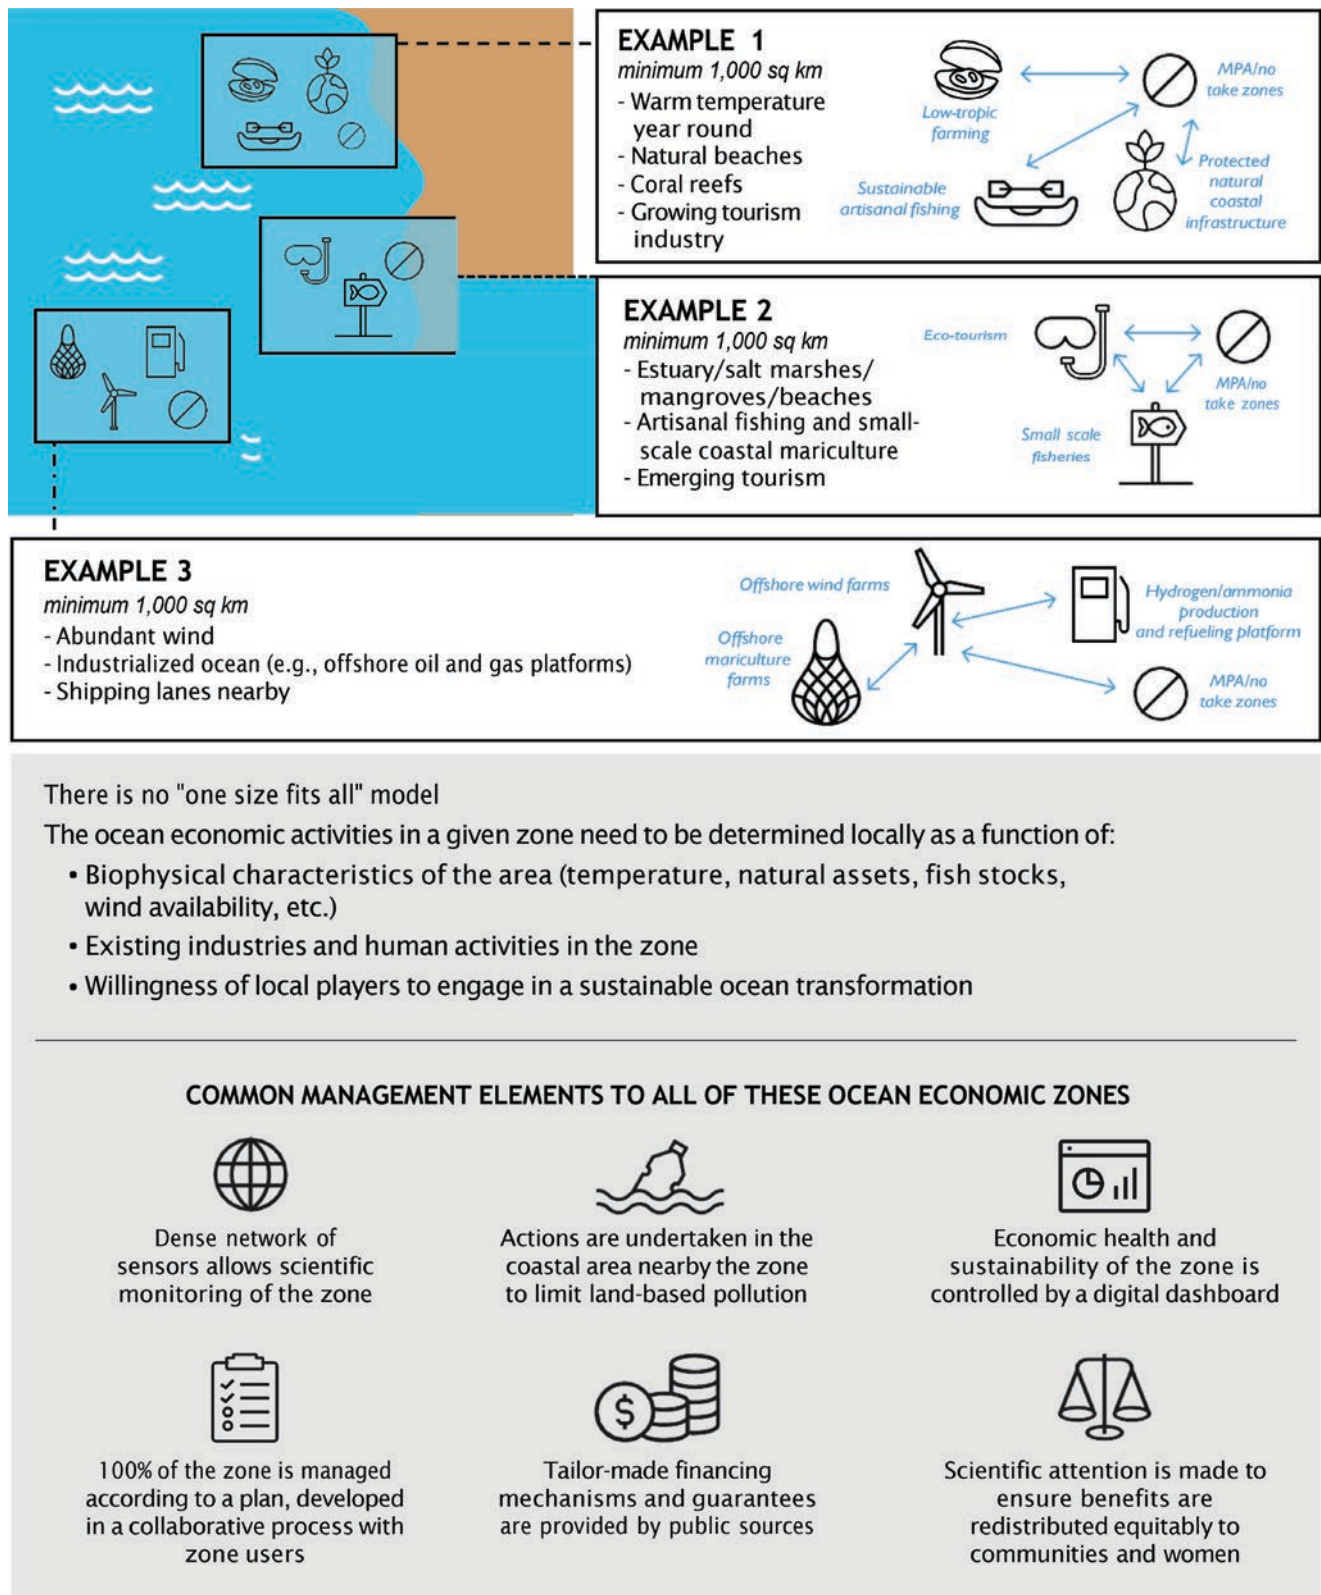 EXAMPLE 1
minimum 1,000 sq km
- Warm temperature
year round
- Natural beaches
- Coral reefs
- Growing tourism
industry
Low-tropic
farming
MPA/no
take zones
Sustainable
artisanal fishing
Protected
natural
coastal
infrastructure
EXAMPLE 2
minimum 1,000 sq km
- Estuary/salt marshes/
mangroves/beaches
- Artisanal fishing and small-
scale coastal mariculture
- Emerging tourism
Eco-tourism
MPA/no
take zones
Small scale
fisheries
EXAMPLE 3
minimum 1,000 sq km
- Abundant wind
- Industrialized ocean (e.g., offshore oil and gas platforms)
- Shipping lanes nearby
Offshore wind farms
Offshore
mariculture
farms
Hydrogen/ammonia
production
and refueling platform
MPA/no
take zones
There is no "one size fits all" model
The ocean economic activities in a given zone need to be determined locally as a function of:
• Biophysical characteristics of the area (temperature, natural assets, fish stocks,
wind availability, etc.)
• Existing industries and human activities in the zone
• Willingness of local players to engage in a sustainable ocean transformation
COMMON MANAGEMENT ELEMENTS TO ALL OF THESE OCEAN ECONOMIC ZONES
Dense network of
sensors allows scientific
monitoring of the zone
Actions are undertaken in the
coastal area nearby the zone
to limit land-based pollution
Economic health and
sustainability of the zone is
controlled by a digital dashboard
100% of the zone is managed
according to a plan, developed
in a collaborative process with
zone users
$
Tailor-made financing
mechanisms and guarantees
are provided by public sources
Scientific attention is made to
ensure benefits are
redistributed equitably to
communities and women